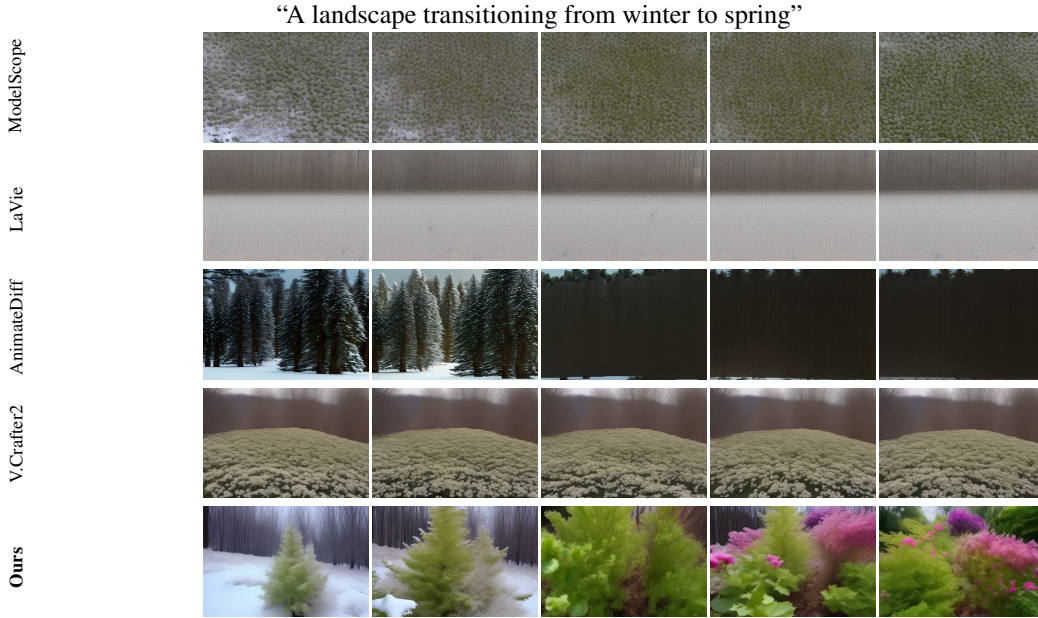 “A landscape transitioning from winter to spring”
ModelScope
LaVie
AnimateDiff
V.Crafter2
Ours